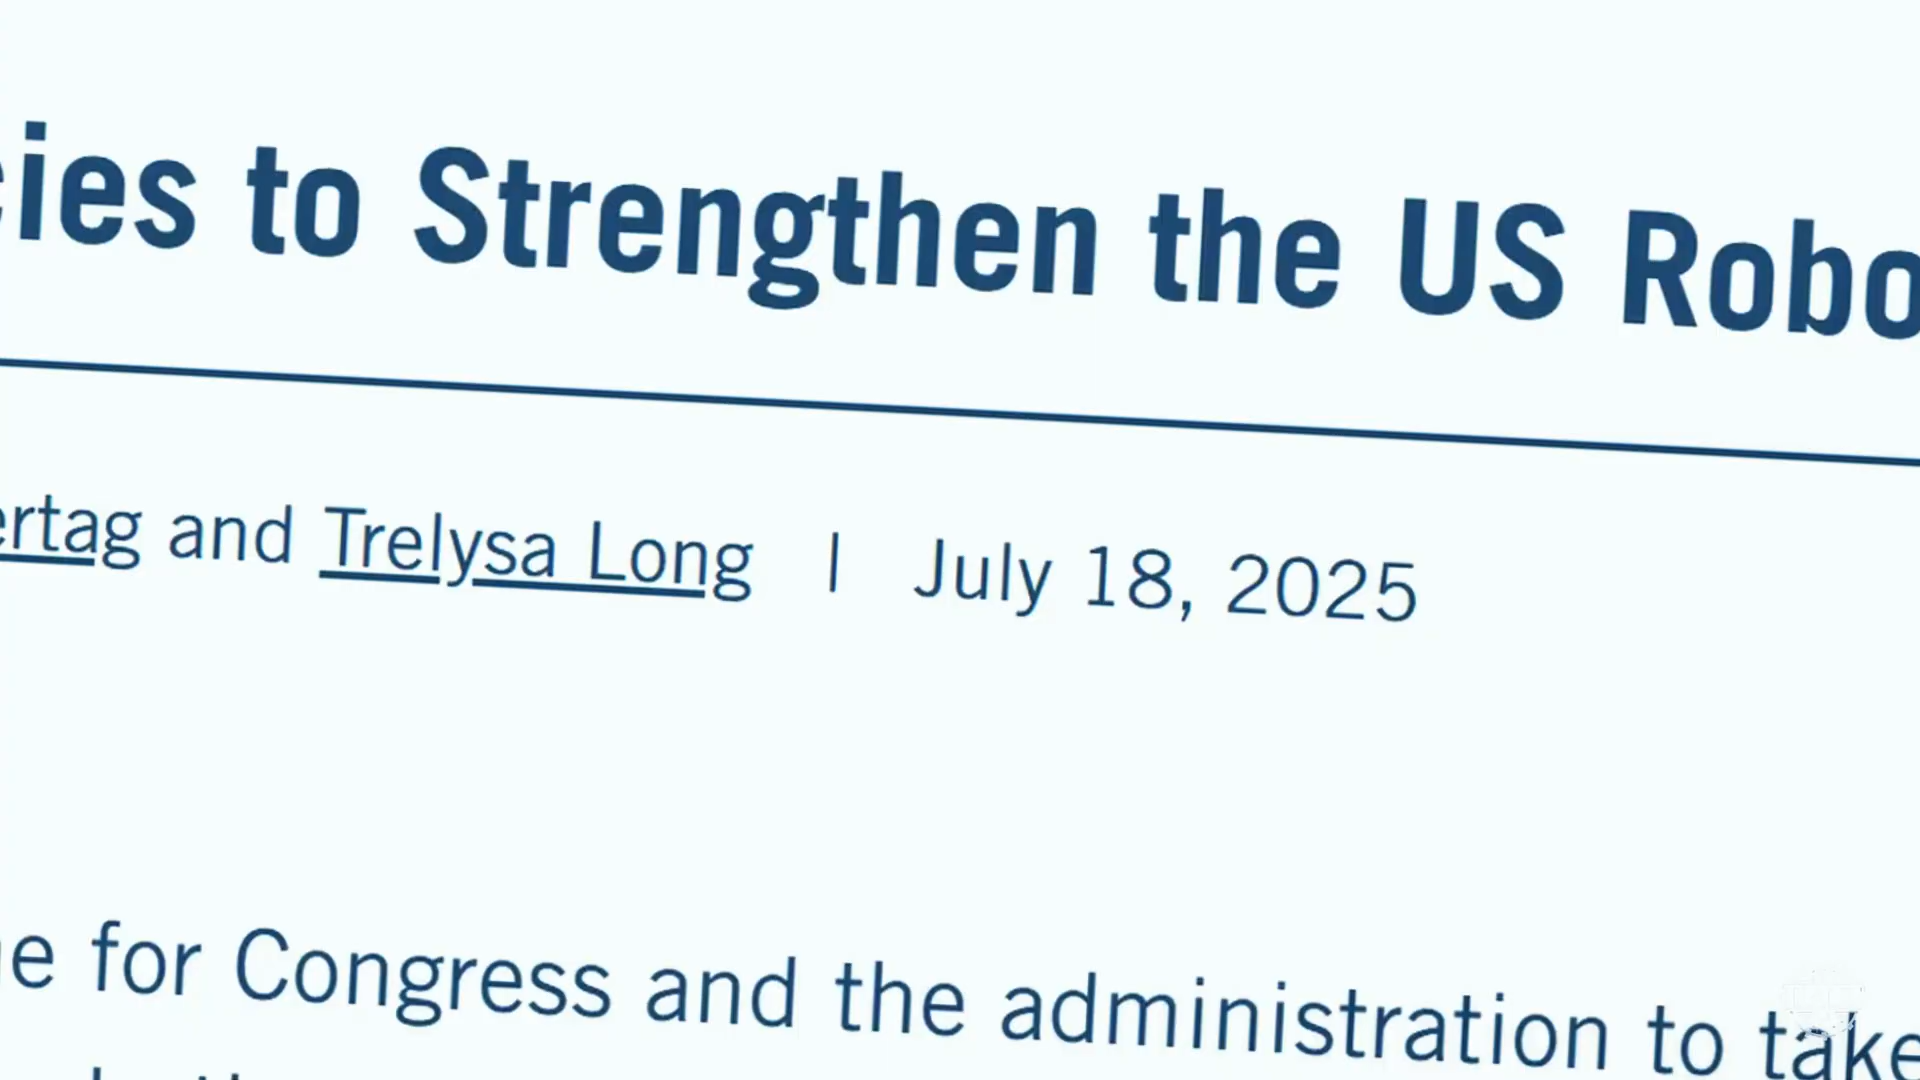 cies to Strengthen the US Robo
ertag and Trelysa Long | July 18, 2025
e for Congress and the administration to take